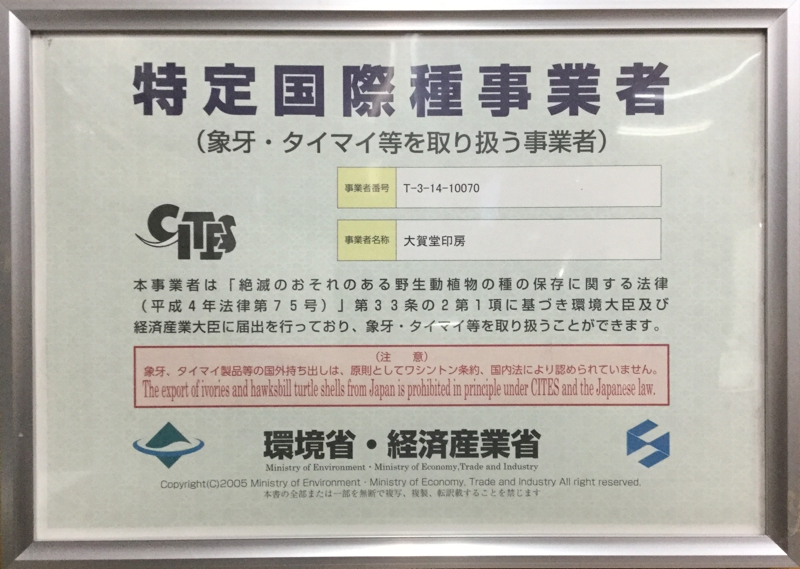 特定国際種事業者
（象牙・タイマイ等を取り扱う事業者）
事業者番号 T-3-14-10070
CITES
事業者名称 大賀堂印房
本事業者は「絶滅のおそれのある野生動植物の種の保存に関する法律
（平成4年法律第75号）」第33条の2第1項に基づき環境大臣及び
経済産業大臣に届出を行っており、象牙・タイマイ等を取り扱うことができます。
（注　意）
象牙、タイマイ製品等の国外持ち出しは、原則としてワシントン条約、国内法により認められていません。
The export of ivories and hawksbill turtle shells from Japan is prohibited in principle under CITES and the Japanese law.
環境省・経済産業省
Ministry of Environment・Ministry of Economy,Trade and Industry
Copyright(C)2005 Ministry of Environment・Ministry of Economy, Trade and Industry All right reserved.
本書の全部または一部を無断で複写、複製、転訳載することを禁じます